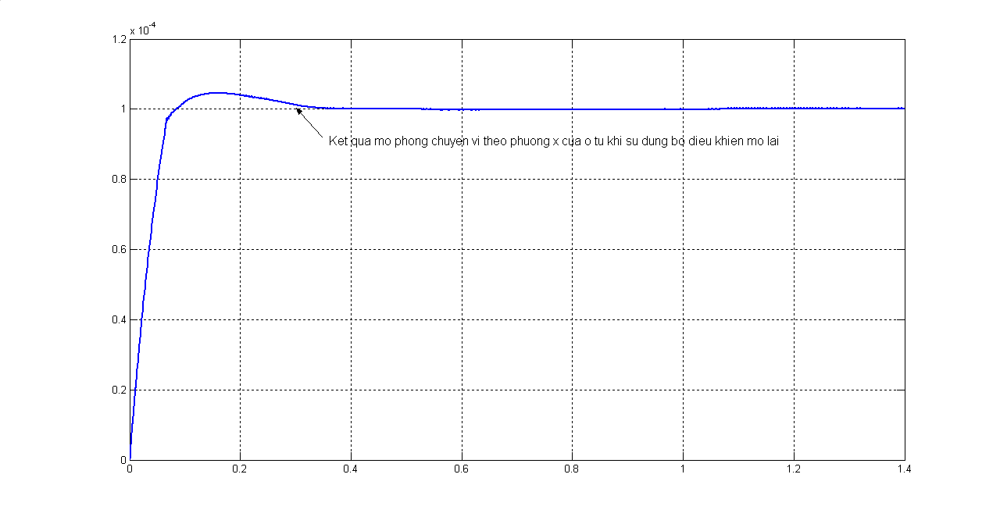 x 10^-4
1.2
1
0.8
0.6
0.4
0.2
0
Ket qua mo phong chuyen vi theo phuong x cua o tu khi su dung bo dieu khien mo lai
0 0.2 0.4 0.6 0.8 1 1.2 1.4